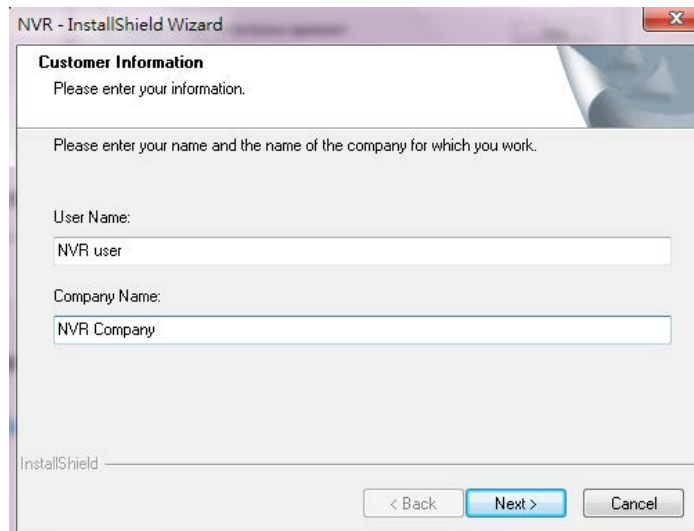 NVR - InstallShield Wizard
Customer Information
Please enter your information.
Please enter your name and the name of the company for which you work.
User Name:
NVR user
Company Name:
NVR Company
InstallShield
< Back Next > Cancel